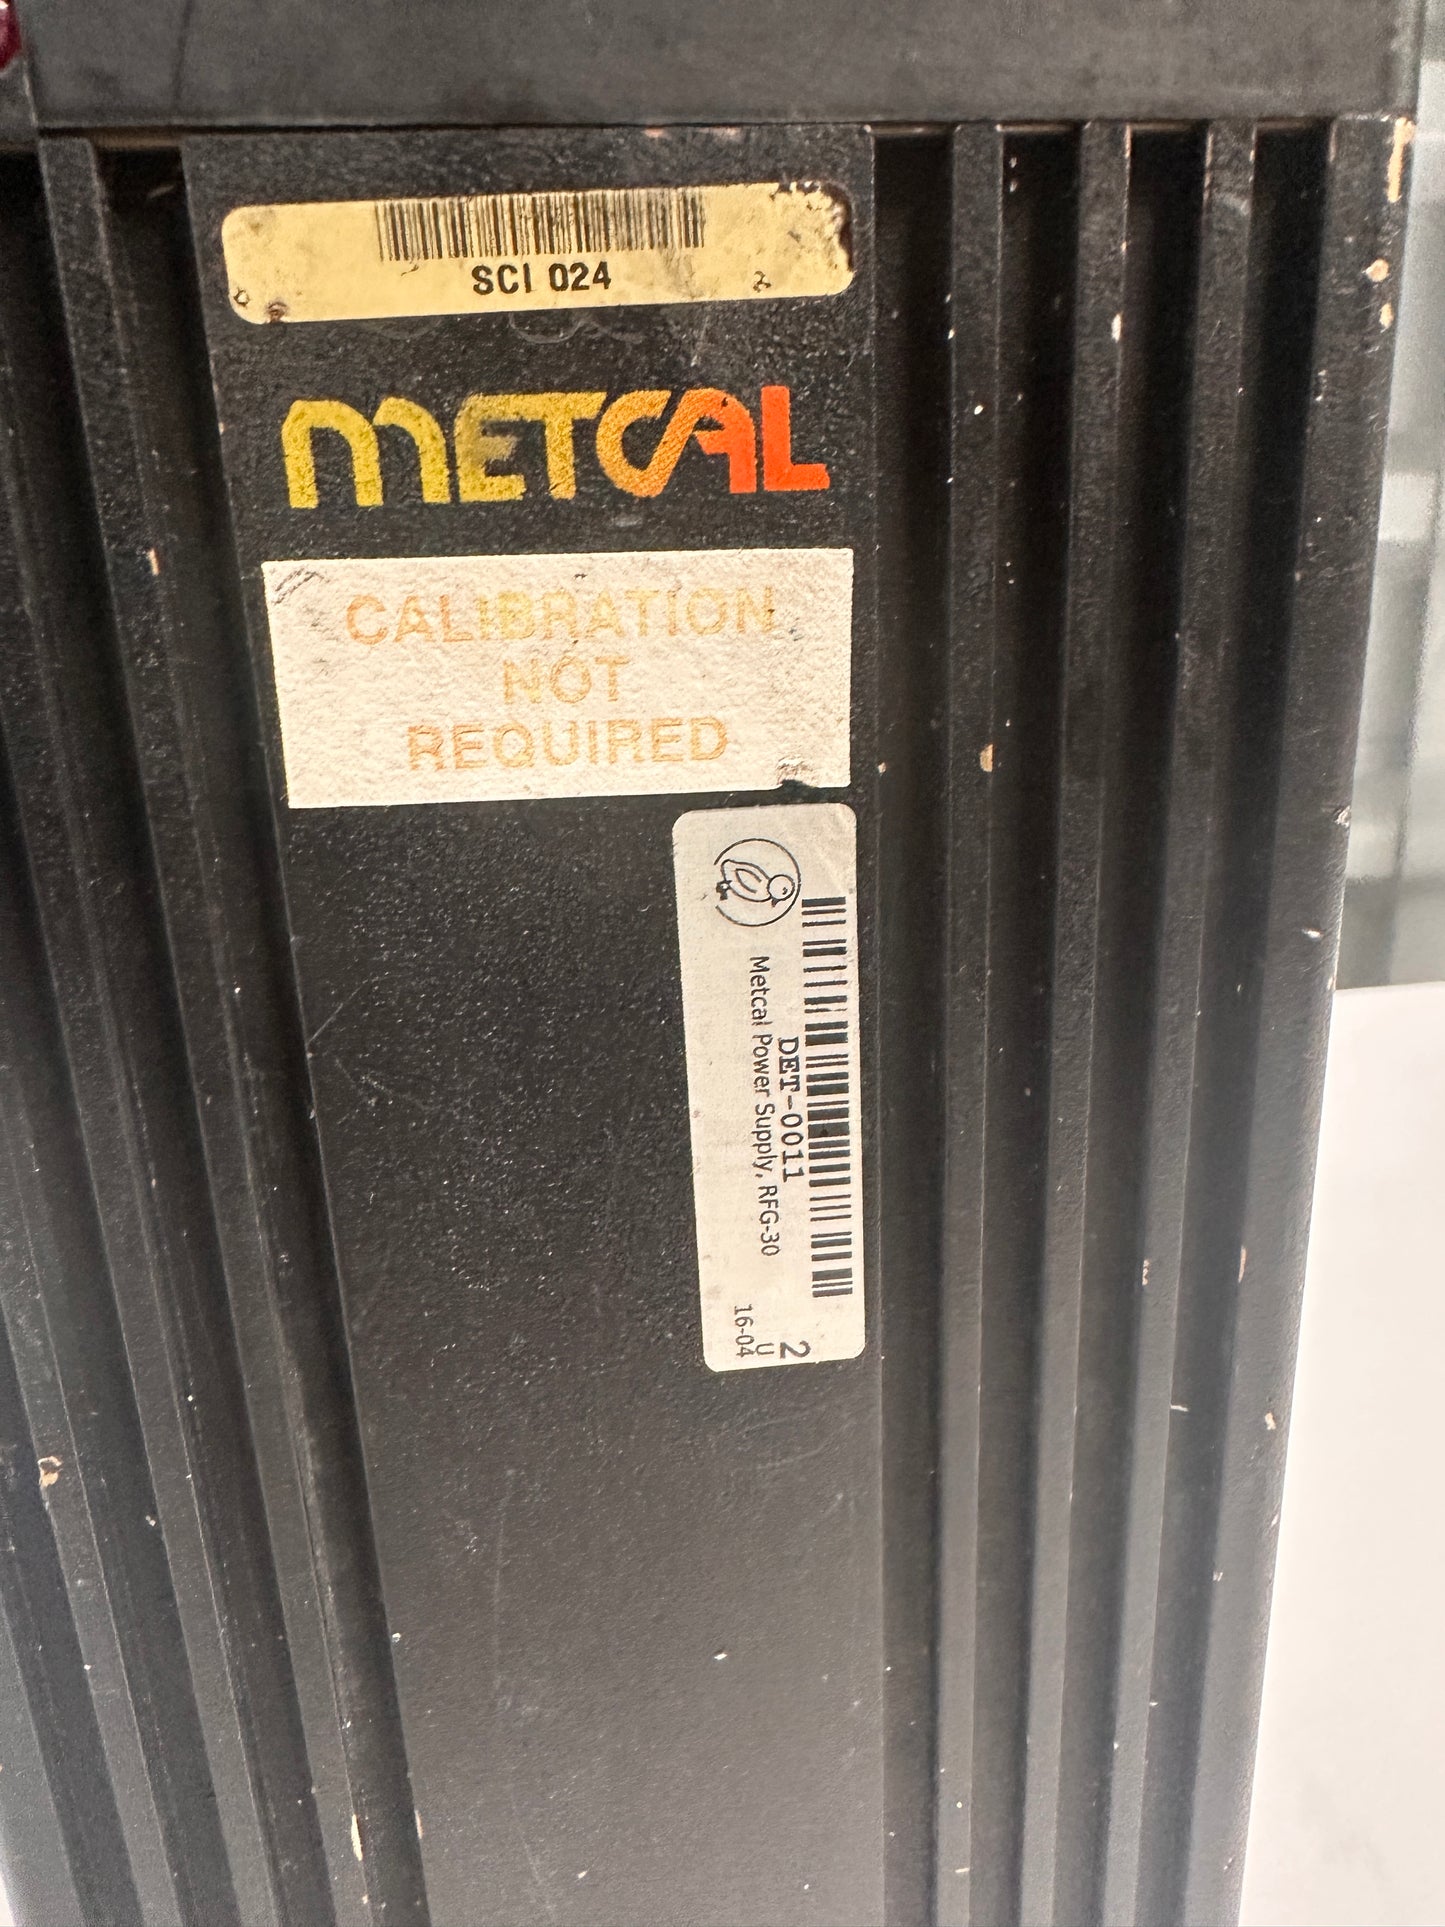 SCI 024
METCAL
CALIBRATION
NOT
REQUIRED
DET-0011
Metcal Power Supply, RFG-30
2
U
16-04